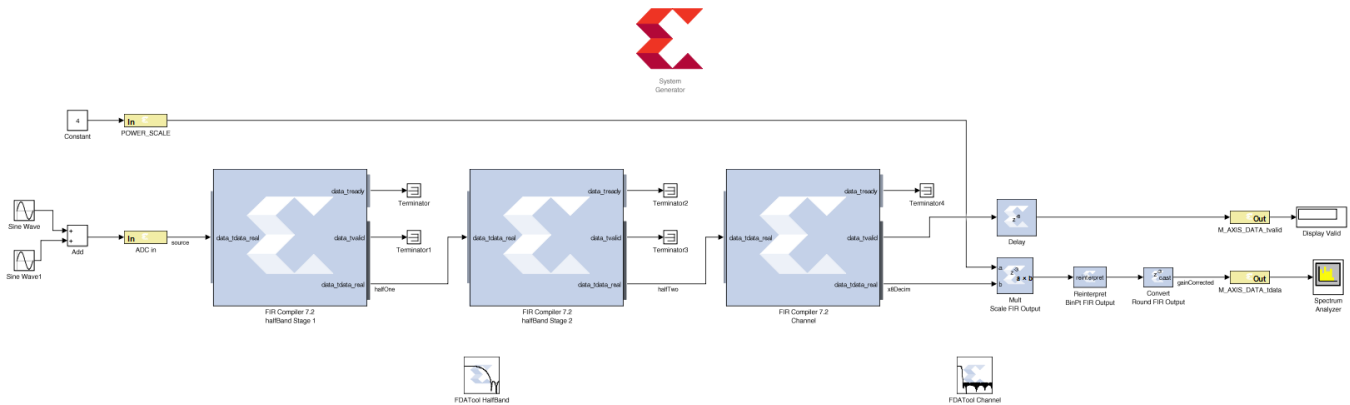 System
Generator
4
Constant
In
POWER_SCALE
Sine Wave
Sine Wave1
+
+
Add
In
ADC in
source
data_tdata_real
data_tready
data_tvalid
data_tdata_real
FIR Compiler 7.2
halfBand Stage 1
Terminator
Terminator1
halfOne
data_tdata_real
data_tready
data_tvalid
data_tdata_real
FIR Compiler 7.2
halfBand Stage 2
Terminator2
Terminator3
halfTwo
data_tdata_real
data_tready
data_tvalid
data_tdata_real
FIR Compiler 7.2
Channel
Terminator4
Delay
a
b
a × b
Mult
Scale FIR Output
reinterpret
Reinterpret
BinPt FIR Output
cast
Convert
Round FIR Output
gainCorrected
Out
M_AXIS_DATA_tvalid
Display Valid
Out
M_AXIS_DATA_tdata
Spectrum
Analyzer
FDATool HalfBand
FDATool Channel